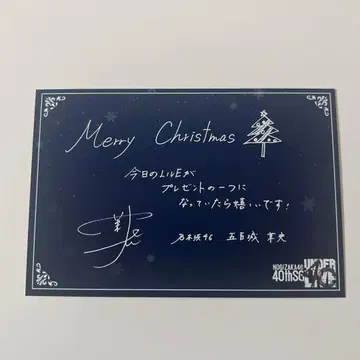 Merry Christmas
今日のLIVEが
プレゼントの一つに
なっていたら嬉しいです!
乃木坂46 五百城 茉央
NOGIZAKA46
40thSG
UNDER
LIVE